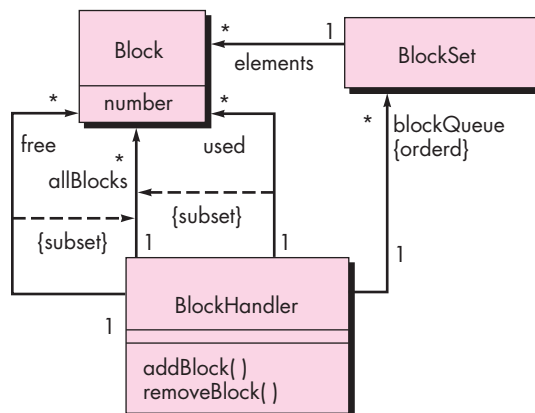 Block
number
* 1
elements
BlockSet
* *
free
used
* blockQueue
{orderd}
*
allBlocks
{subset}
{subset}
1 1 1
1
BlockHandler
addBlock( )
removeBlock( )